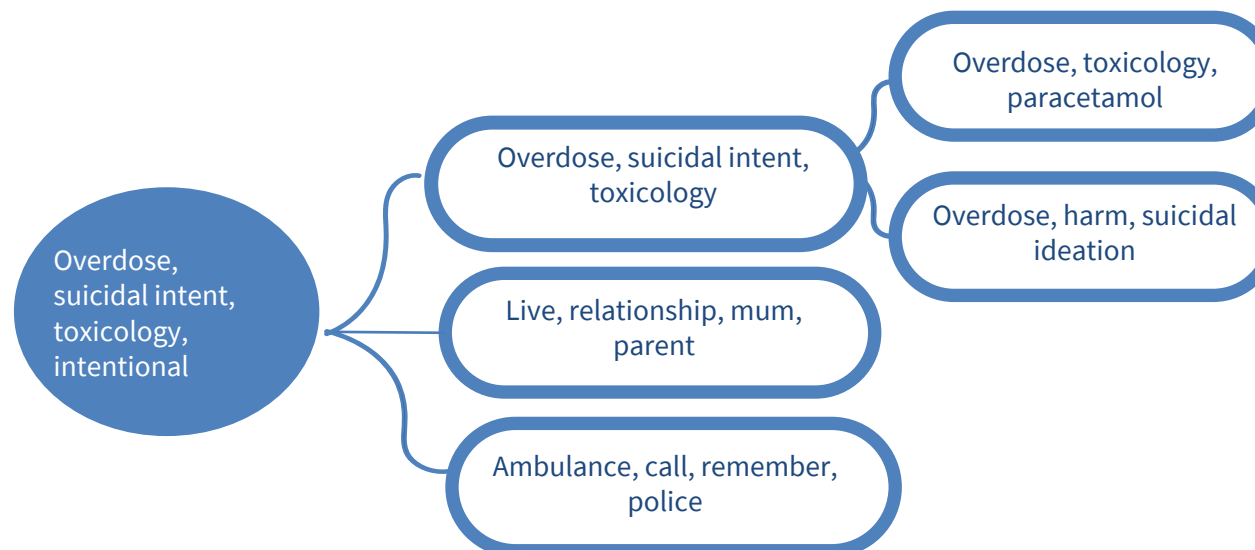 Overdose,
suicidal intent,
toxicology,
intentional
Overdose, suicidal intent,
toxicology
Overdose, toxicology,
paracetamol
Overdose, harm, suicidal
ideation
Live, relationship, mum,
parent
Ambulance, call, remember,
police